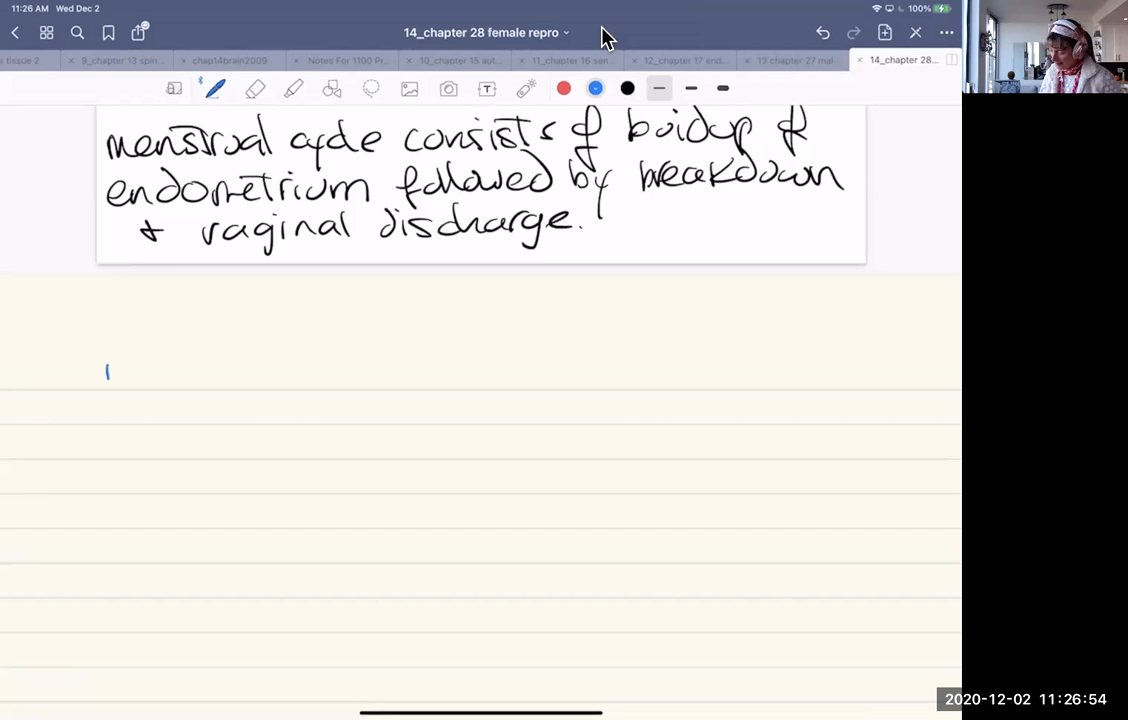 11:26 AM Wed Dec 2
100%
14_chapter 28 female repro
tissue 2
9_chapter 13 spin...
chap14brain2009
Notes For 1100 Pr...
10_chapter 15 aut...
11_chapter 16 sen...
12_chapter 17 end...
13 chapter 27 mal
14_chapter 28...
menstrual cycle consists of buidup of
endometrium followed by breakdown
+ vaginal discharge.
2020-12-02 11:26:54